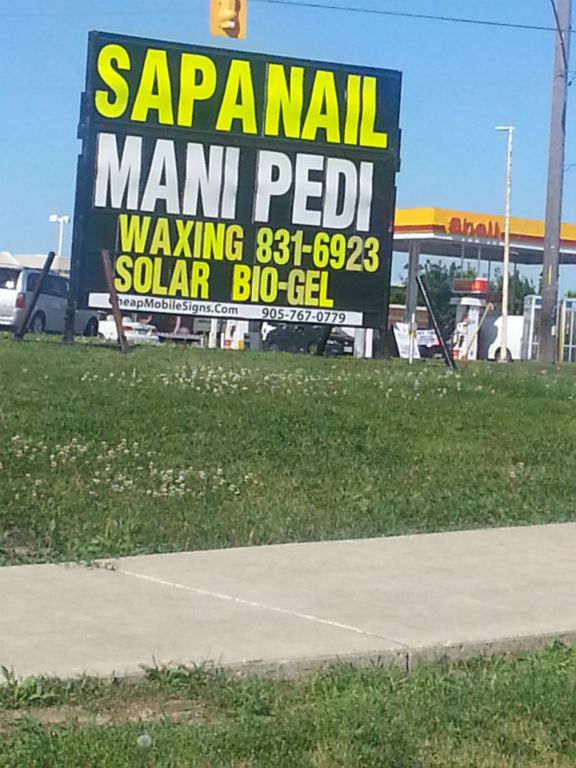 SAPA NAIL
MANI PEDI
WAXING 831-6923
SOLAR BIO-GEL
CheapMobileSigns.Com 905-767-0779
Shell